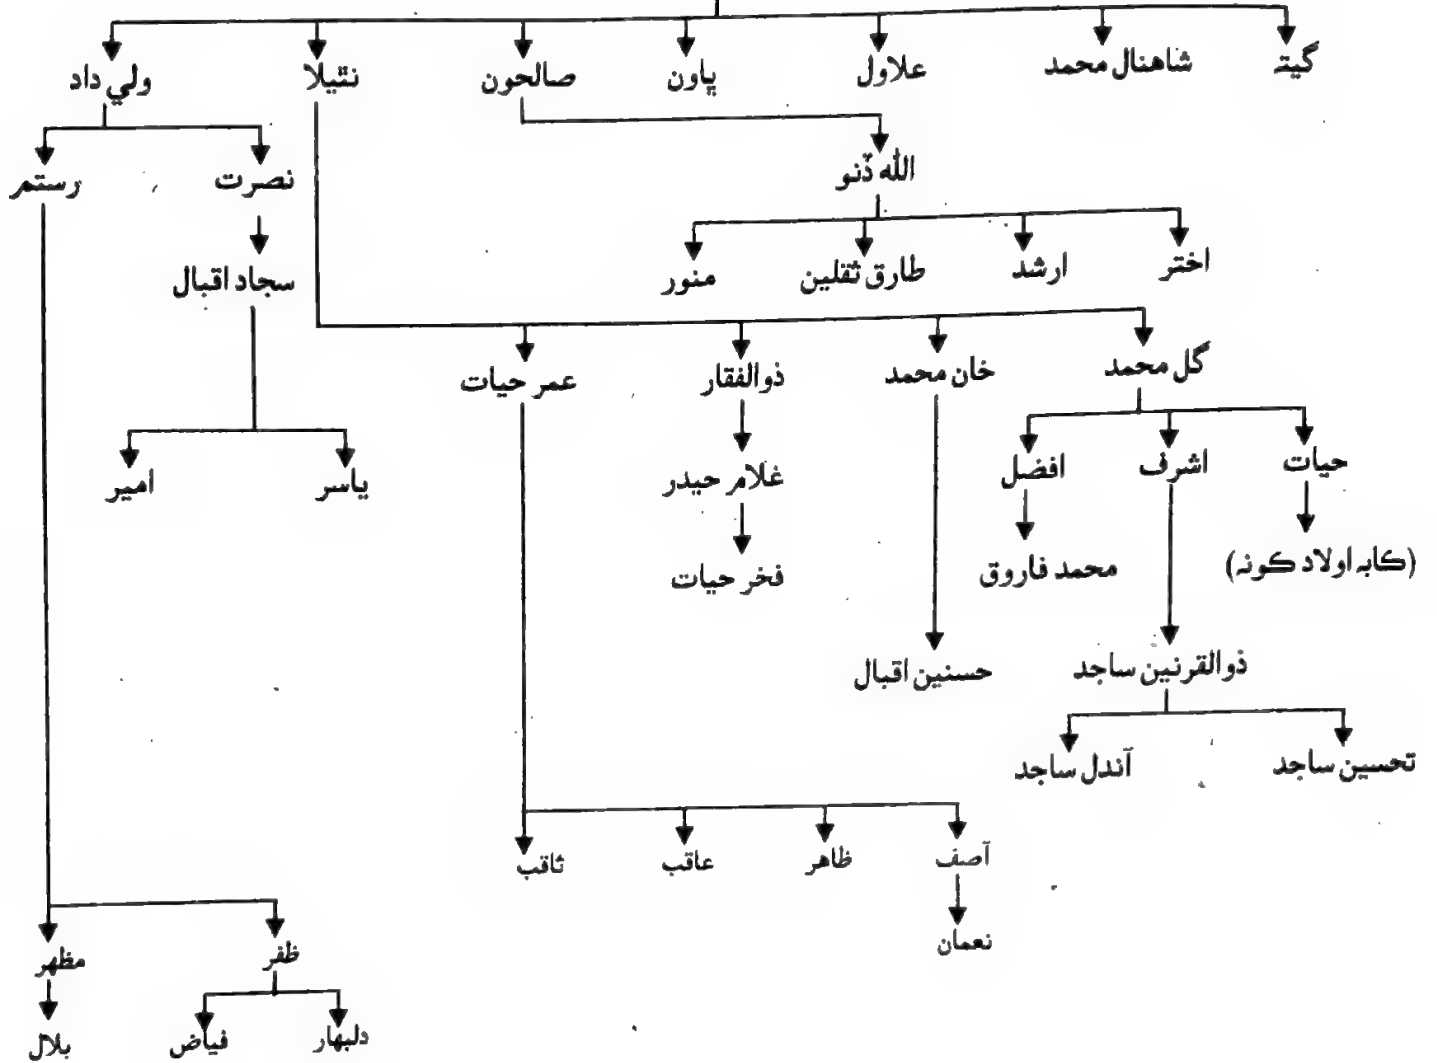 گيتہ شاهنال محمد علاول ڀاون صالحون نٿيلا ولي داد
الله ڏنو نصرت رستم
اختر ارشد طارق ثقلين منور سجاد اقبال
گل محمد خان محمد ذوالفقار عمر حيات
حيات اشرف افضل غلام حيدر ياسر امير
(ڪابہ اولاد ڪونہ) محمد فاروق فخر حيات
ذوالقرنين ساجد حسنين اقبال
تحسين ساجد آندل ساجد
آصف ظاهر عاقب ثاقب
نعمان ظفر مظهر
دلبهار فياض بلال